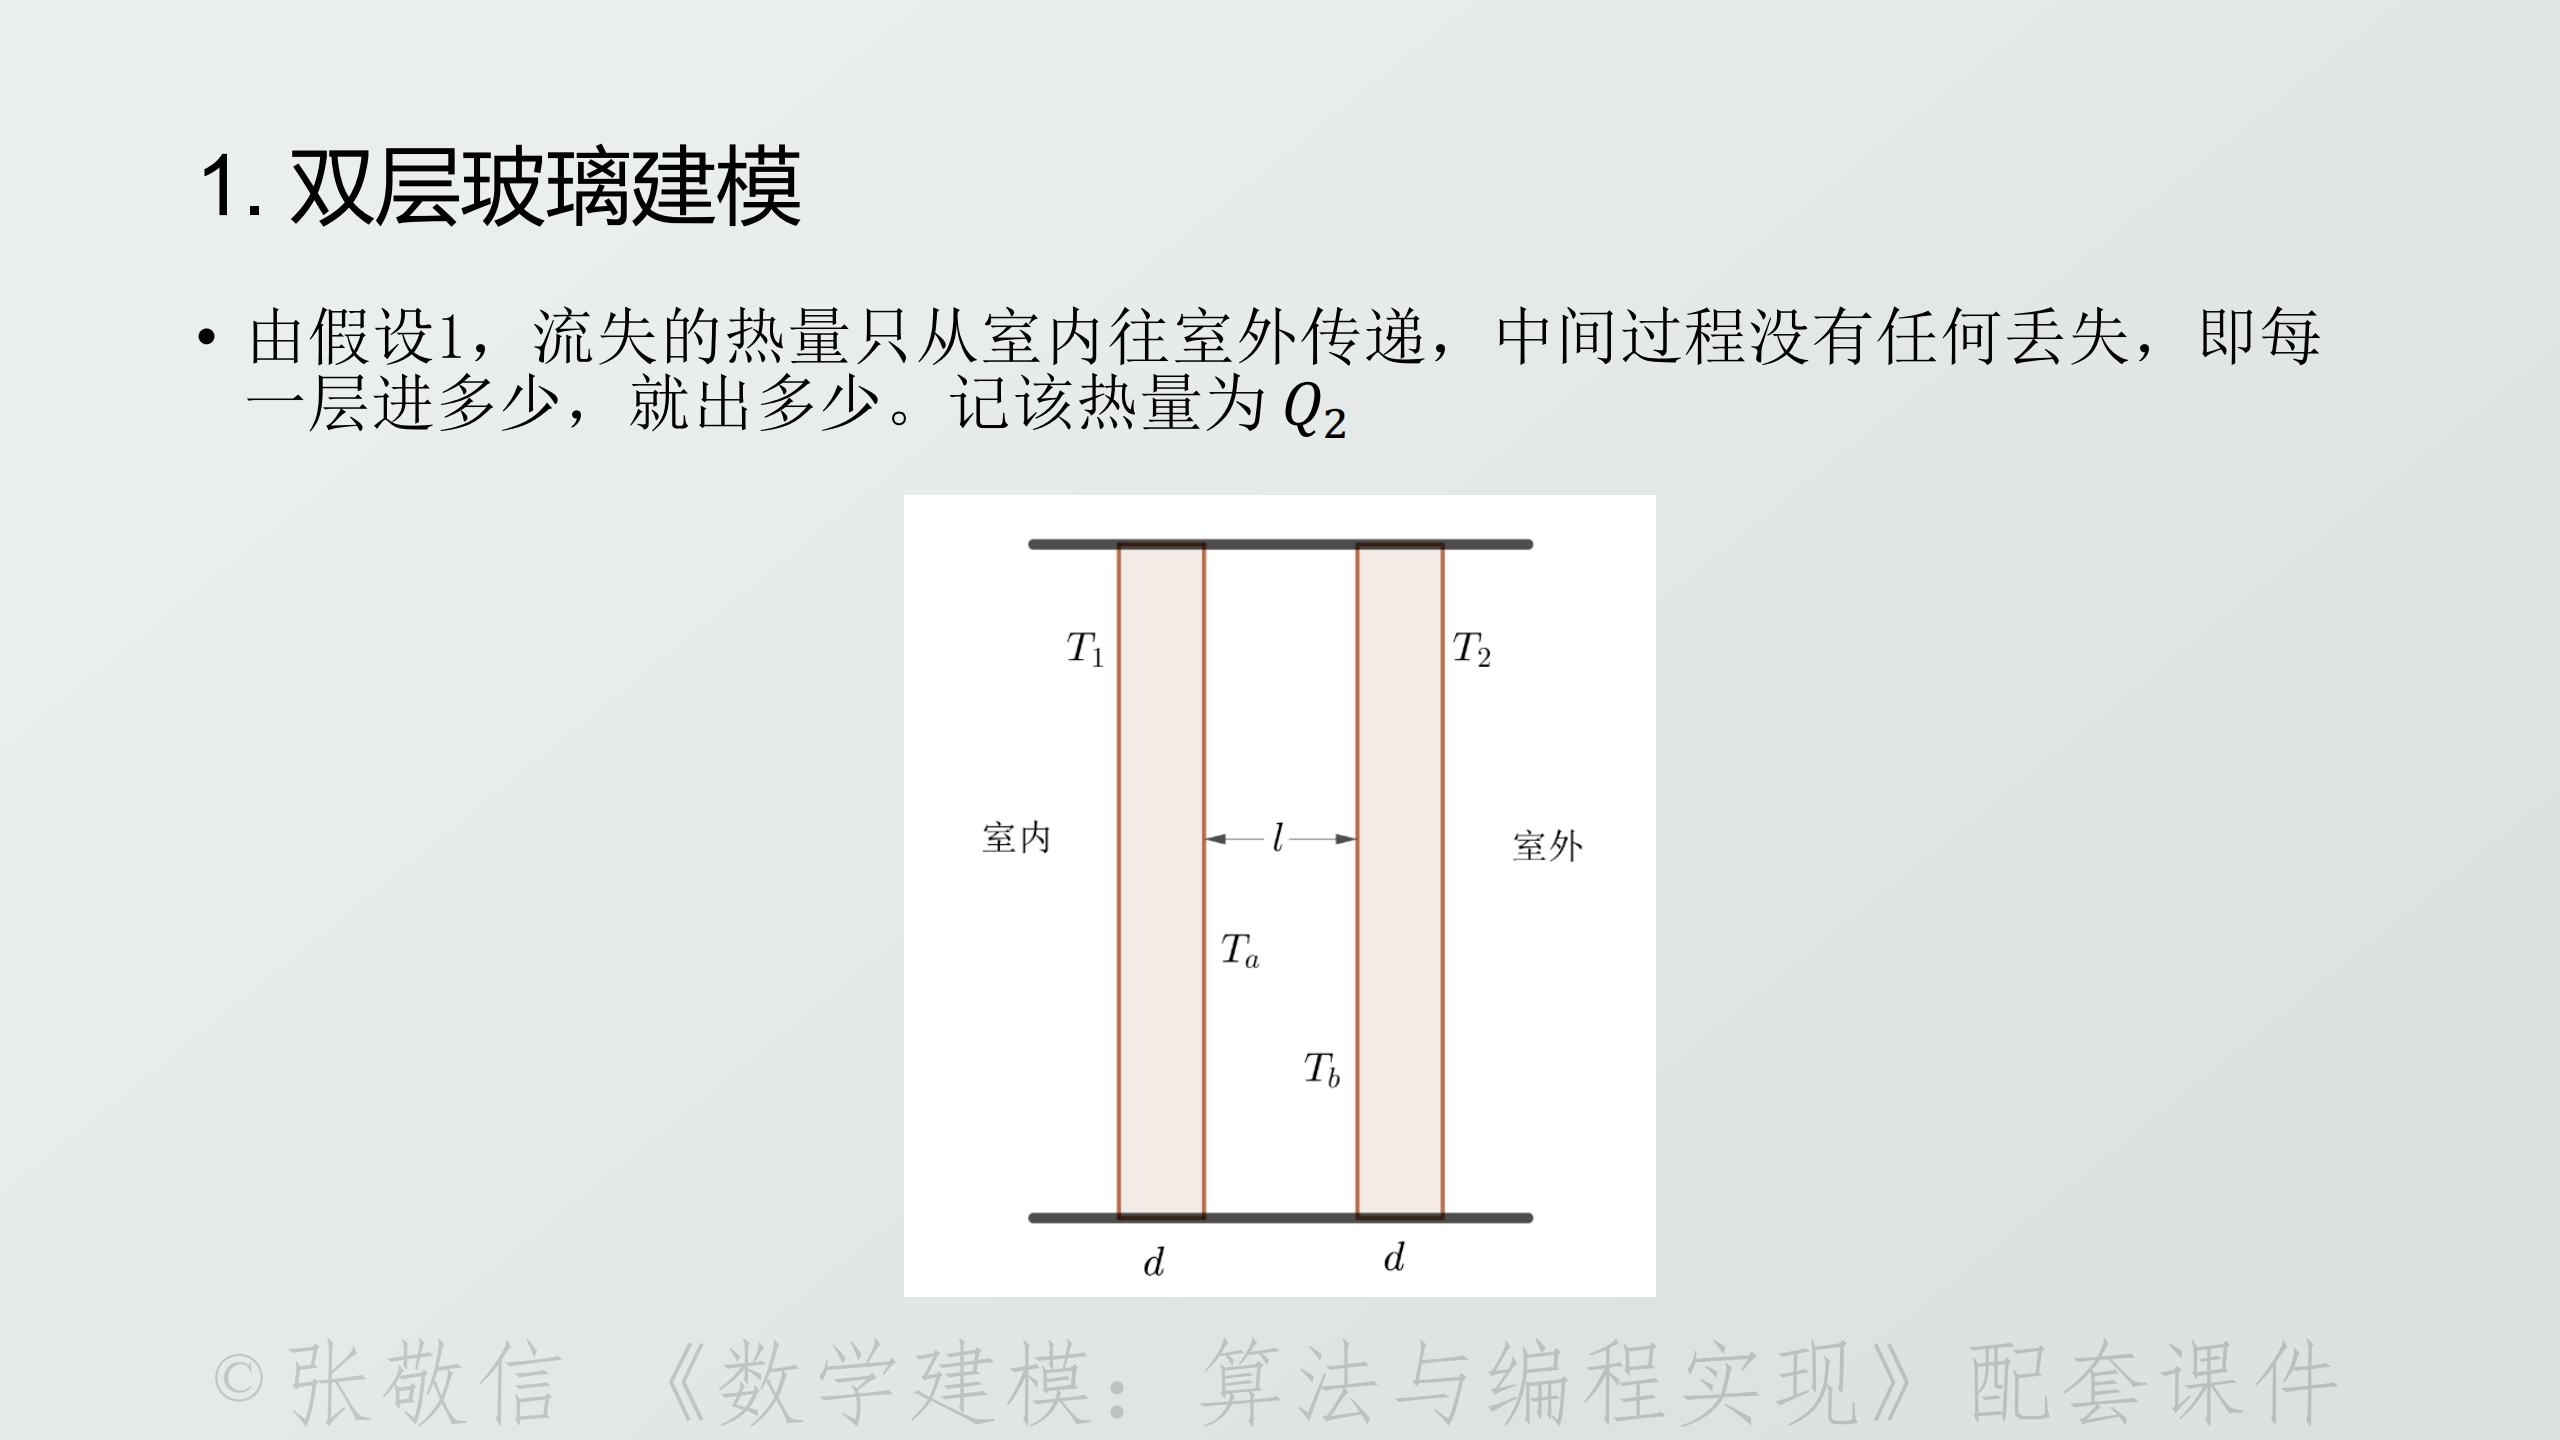 1. 双层玻璃建模
• 由假设1，流失的热量只从室内往室外传递，中间过程没有任何丢失，即每
一层进多少，就出多少。记该热量为 Q₂
T₁
T₂
室内
l
室外
Tₐ
T_b
d
d
©张敬信 《数学建模：算法与编程实现》配套课件